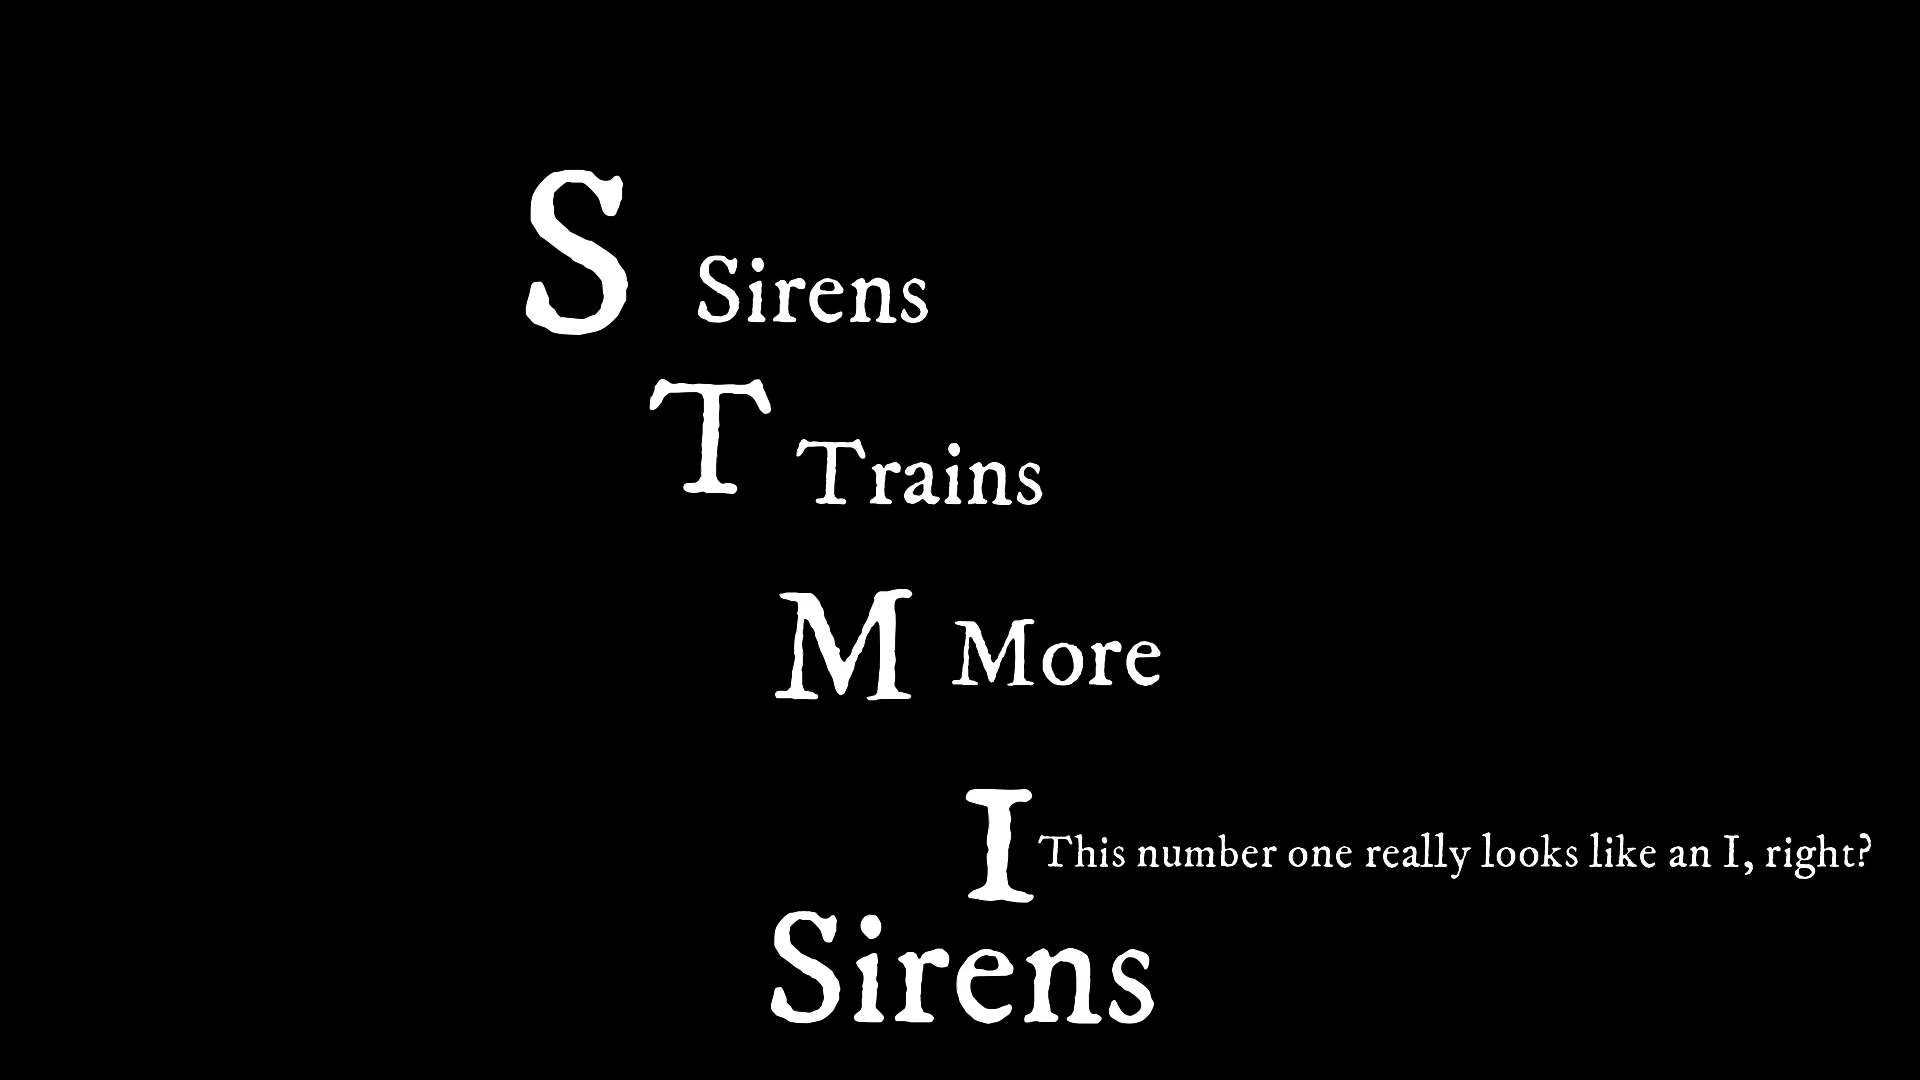 S Sirens
T Trains
M More
I This number one really looks like an I, right?
Sirens